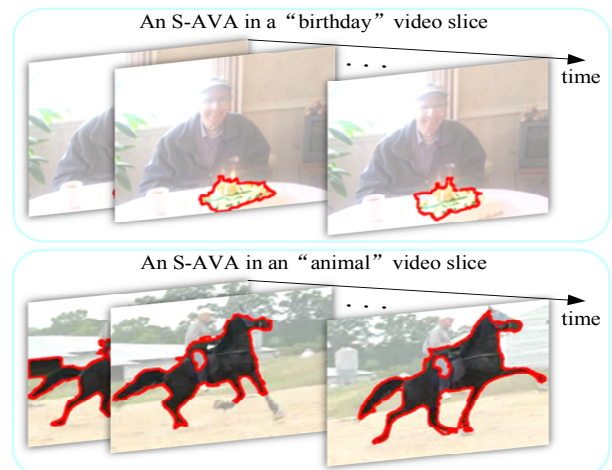 An S-AVA in a “birthday” video slice
. . .
time
An S-AVA in an “animal” video slice
. . .
time